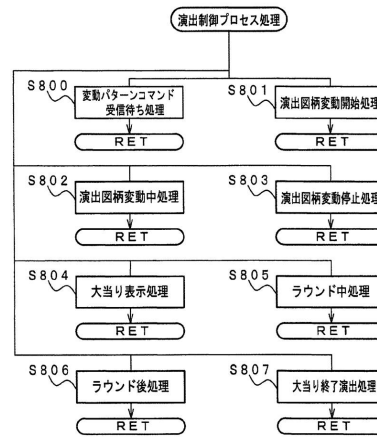 演出制御プロセス処理
S800
変動パターンコマンド
受信待ち処理
RET
S801
演出図柄変動開始処理
RET
S802
演出図柄変動中処理
RET
S803
演出図柄変動停止処理
RET
S804
大当り表示処理
RET
S805
ラウンド中処理
RET
S806
ラウンド後処理
RET
S807
大当り終了演出処理
RET